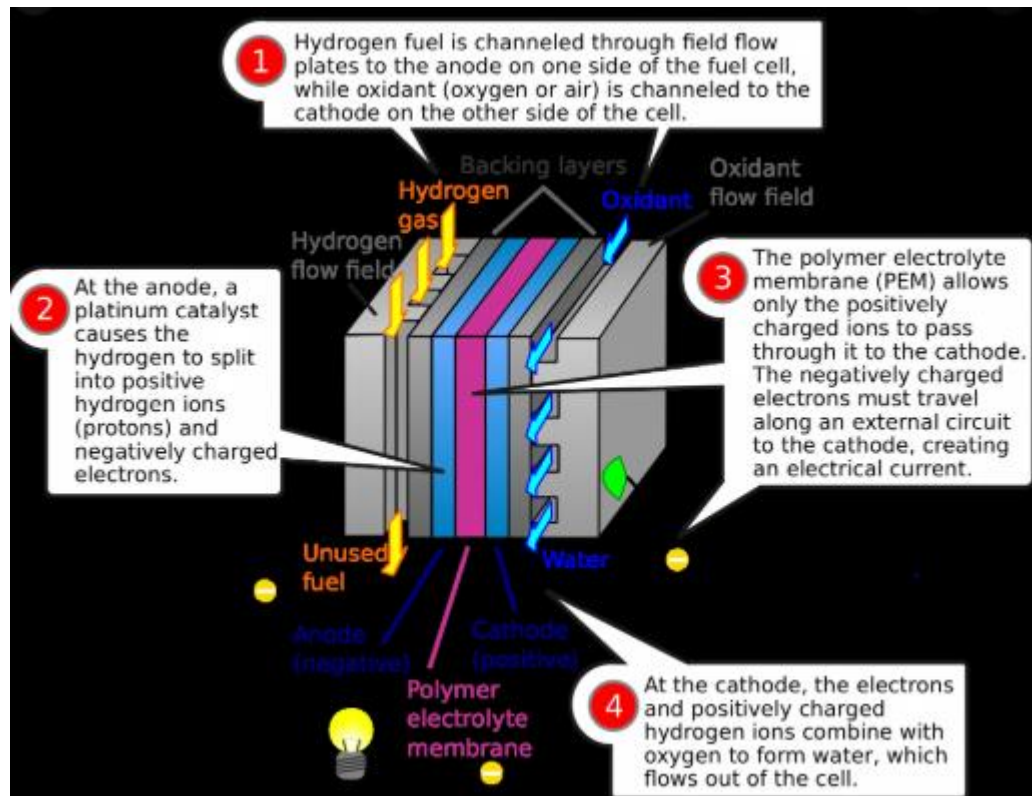 1
Hydrogen fuel is channeled through field flow
plates to the anode on one side of the fuel cell,
while oxidant (oxygen or air) is channeled to the
cathode on the other side of the cell.
Backing layers
Oxidant
flow field
Hydrogen
gas
Oxidant
Hydrogen
flow field
2
At the anode, a
platinum catalyst
causes the
hydrogen to split
into positive
hydrogen ions
(protons) and
negatively charged
electrons.
3
The polymer electrolyte
membrane (PEM) allows
only the positively
charged ions to pass
through it to the cathode.
The negatively charged
electrons must travel
along an external circuit
to the cathode, creating
an electrical current.
Unused
fuel
Water
Anode
(negative)
Cathode
(positive)
Polymer
electrolyte
membrane
4
At the cathode, the electrons
and positively charged
hydrogen ions combine with
oxygen to form water, which
flows out of the cell.